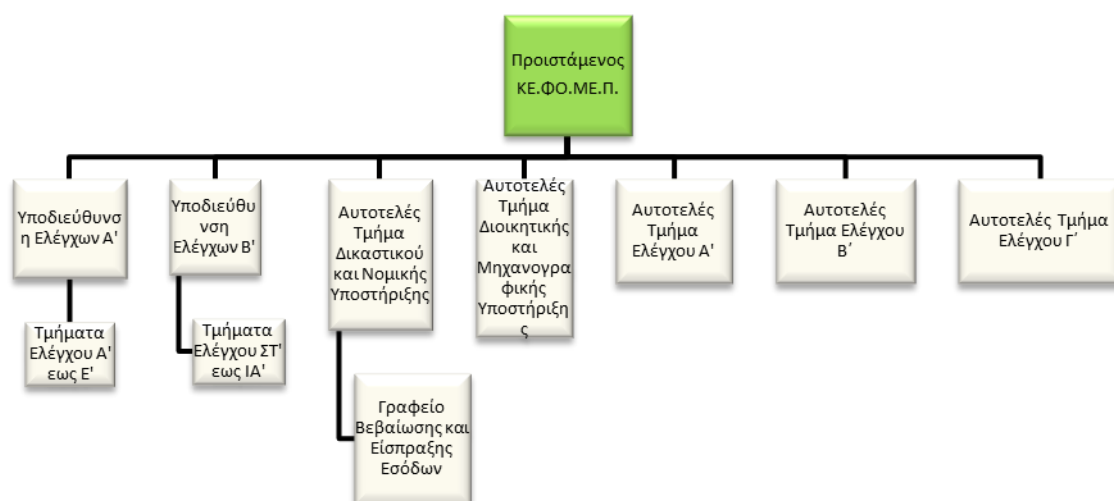 Προιστάμενος
ΚΕ.ΦΟ.ΜΕ.Π.
Υποδιεύθυνσ
η Ελέγχων Α'
Υποδιεύθυ
νση
Ελέγχων Β'
Αυτοτελές
Τμήμα
Δικαστικού
και Νομικής
Υποστήριξης
Αυτοτελές
Τμήμα
Διοικητικής
και
Μηχανογρα
φικής
Υποστήριξη
ς
Αυτοτελές
Τμήμα
Ελέγχου Α'
Αυτοτελές
Τμήμα Ελέγχου
Β΄
Αυτοτελές Τμήμα
Ελέγχου Γ΄
Τμήματα
Ελέγχου Α'
εως Ε'
Τμήματα
Ελέγχου ΣΤ'
εως ΙΑ'
Γραφείο
Βεβαίωσης και
Είσπραξης
Εσόδων